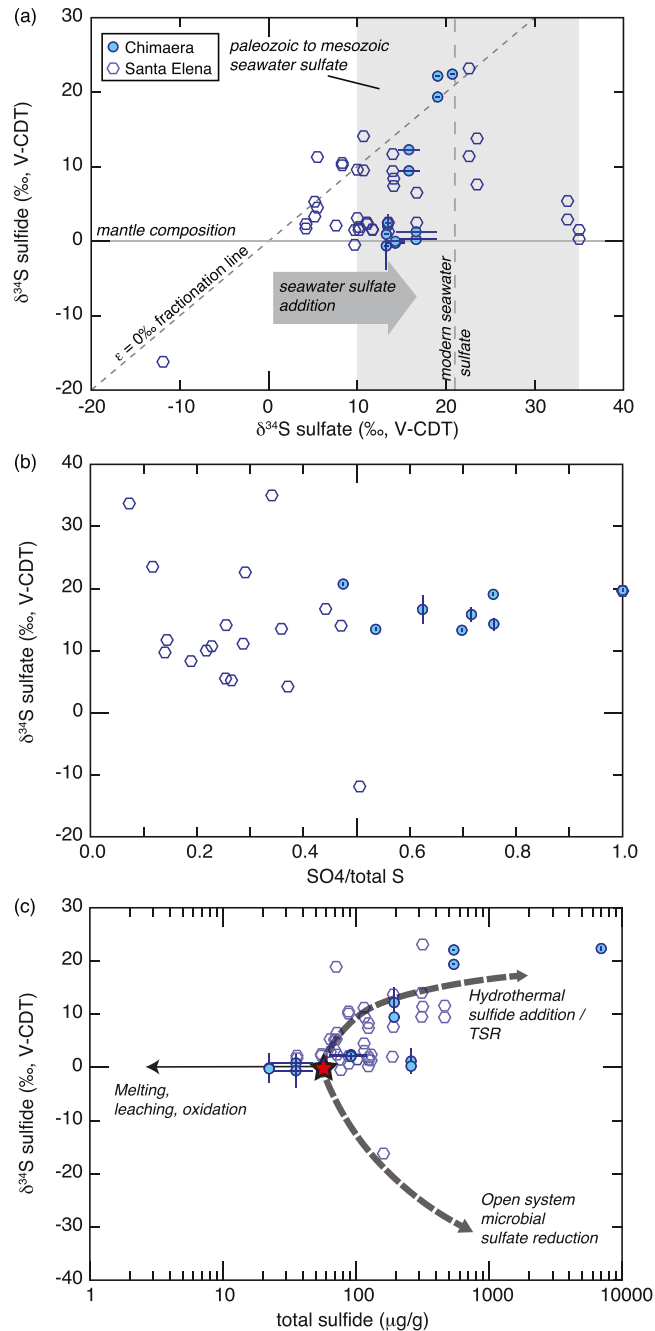 (a)
30
20
10
0
-10
-20
δ³⁴S sulfide (‰, V-CDT)
Chimaera
Santa Elena
paleozoic to mesozoic
seawater sulfate
mantle composition
ε = 0‰ fractionation line
seawater sulfate
addition
modern seawater
sulfate
-20
-10
0
10
20
30
40
δ³⁴S sulfate (‰, V-CDT)
(b)
40
30
20
10
0
-10
-20
δ³⁴S sulfate (‰, V-CDT)
0.0
0.2
0.4
0.6
0.8
1.0
SO4/total S
(c)
30
20
10
0
-10
-20
-30
-40
δ³⁴S sulfide (‰, V-CDT)
Hydrothermal
sulfide addition /
TSR
Melting,
leaching, oxidation
Open system
microbial
sulfate reduction
1
10
100
1000
10000
total sulfide (μg/g)